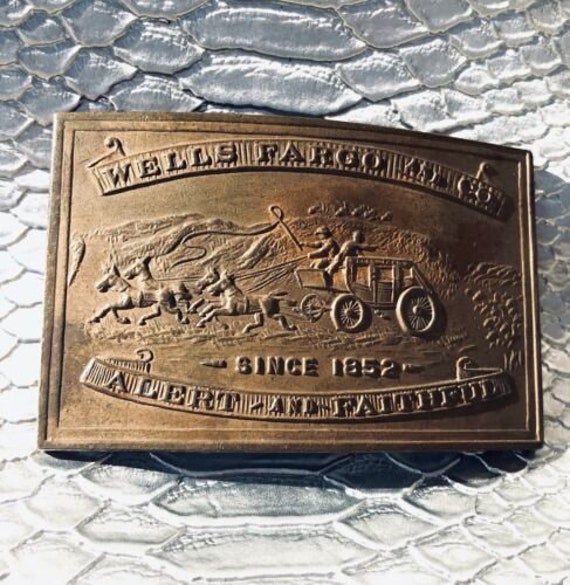 WELLS FARGO && CO.
SINCE 1852
ALERT AND FAITHFUL